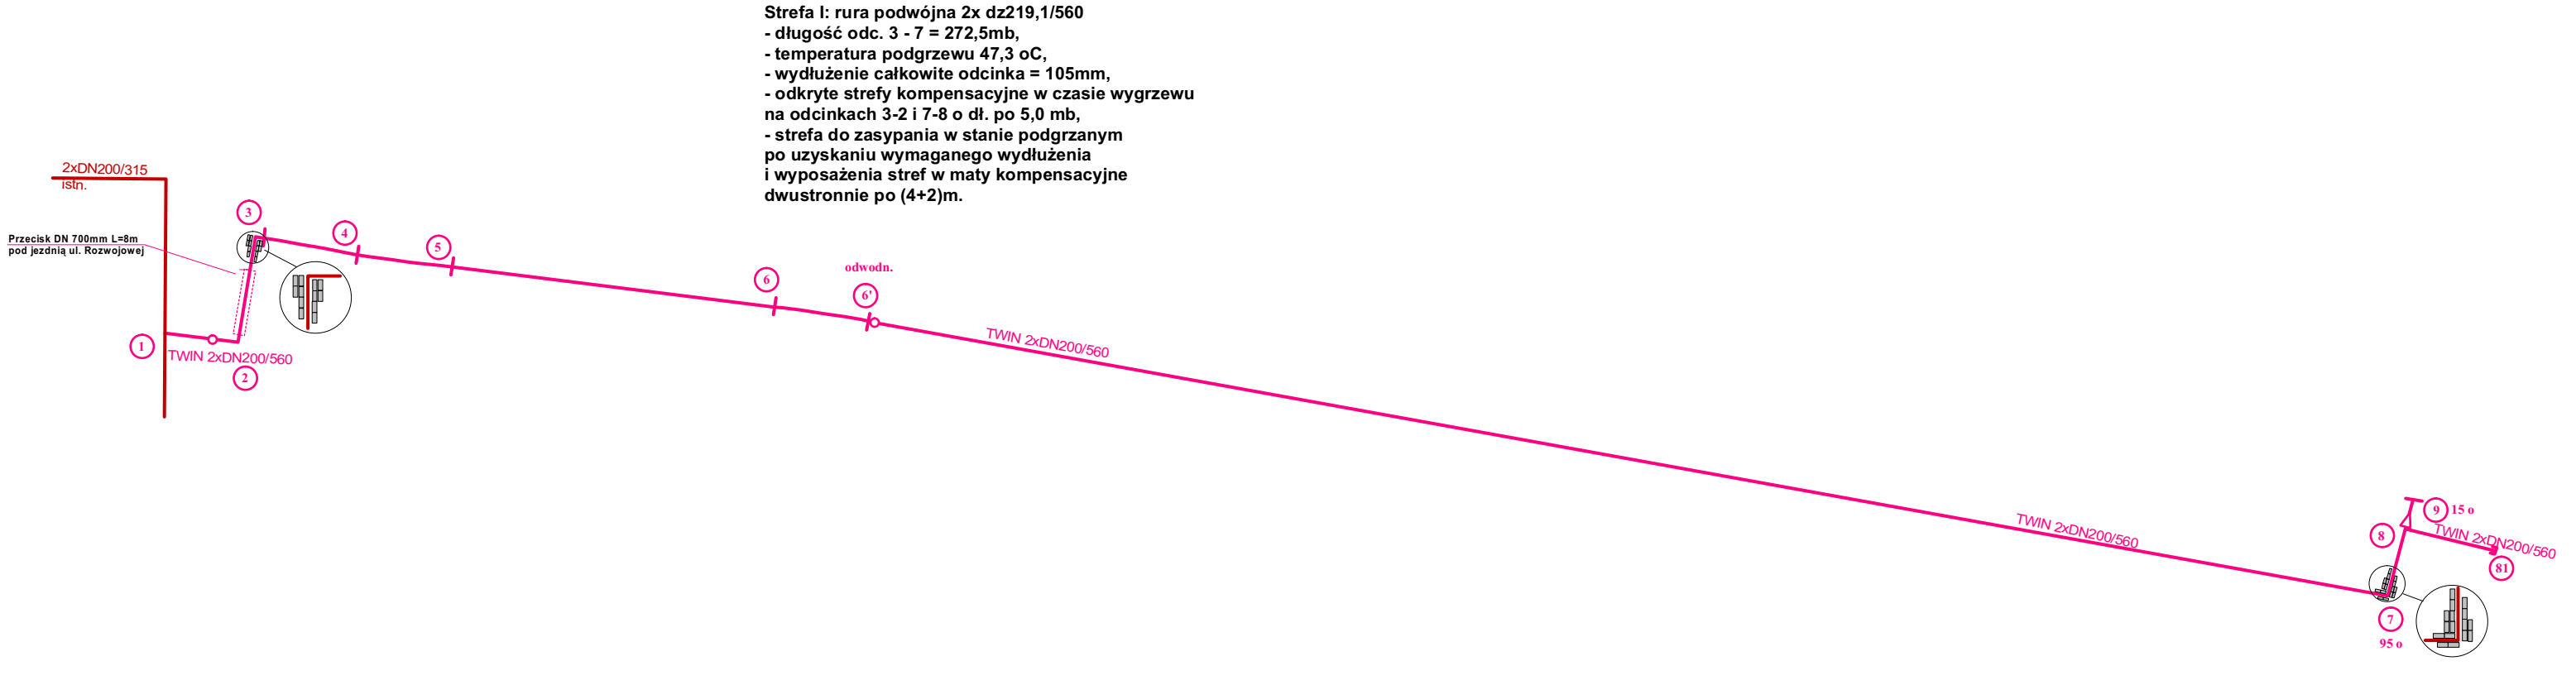 Strefa I: rura podwójna 2x dz219,1/560
- długość odc. 3 - 7 = 272,5mb,
- temperatura podgrzewu 47,3 oC,
- wydłużenie całkowite odcinka = 105mm,
- odkryte strefy kompensacyjne w czasie wygrzewu
na odcinkach 3-2 i 7-8 o dł. po 5,0 mb,
- strefa do zasypania w stanie podgrzanym
po uzyskaniu wymaganego wydłużenia
i wyposażenia stref w maty kompensacyjne
dwustronnie po (4+2)m.
2xDN200/315
istn.
Przecisk DN 700mm L=8m
pod jezdnią ul. Rozwojowej
3
4
5
6
odwodn.
6'
1
TWIN 2xDN200/560
2
TWIN 2xDN200/560
TWIN 2xDN200/560
9 15 o
8
TWIN 2xDN200/560
81
7
95 o